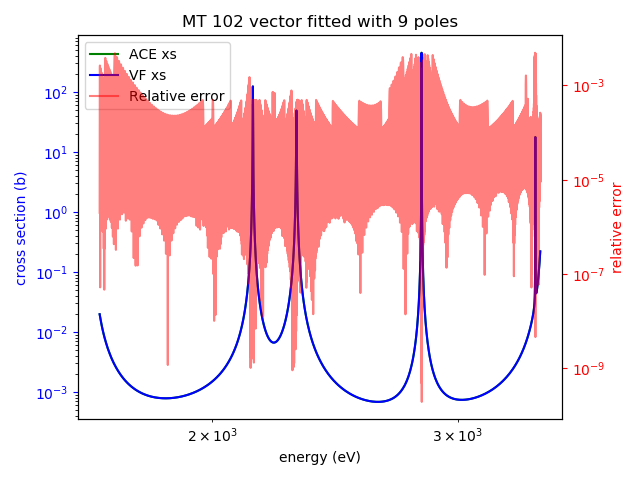 MT 102 vector fitted with 9 poles
ACE xs
VF xs
Relative error
cross section (b)
10²
10¹
10⁰
10⁻¹
10⁻²
10⁻³
10⁻³
10⁻⁵
10⁻⁷
10⁻⁹
relative error
2 × 10³
3 × 10³
energy (eV)